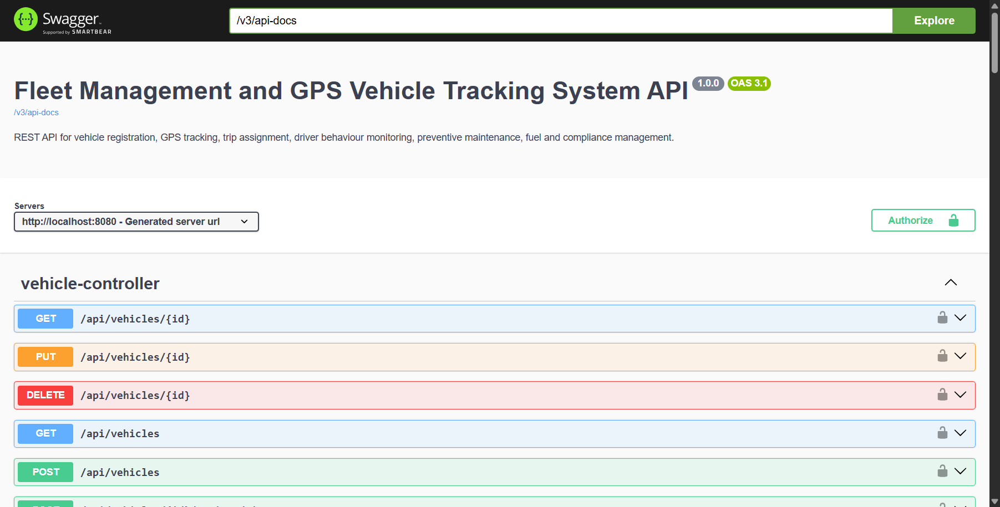 Swagger
Supported by SMARTBEAR
/v3/api-docs
Explore
Fleet Management and GPS Vehicle Tracking System API 1.0.0 OAS 3.1
/v3/api-docs
REST API for vehicle registration, GPS tracking, trip assignment, driver behaviour monitoring, preventive maintenance, fuel and compliance management.
Servers
http://localhost:8080 - Generated server url
Authorize
vehicle-controller
GET /api/vehicles/{id}
PUT /api/vehicles/{id}
DELETE /api/vehicles/{id}
GET /api/vehicles
POST /api/vehicles